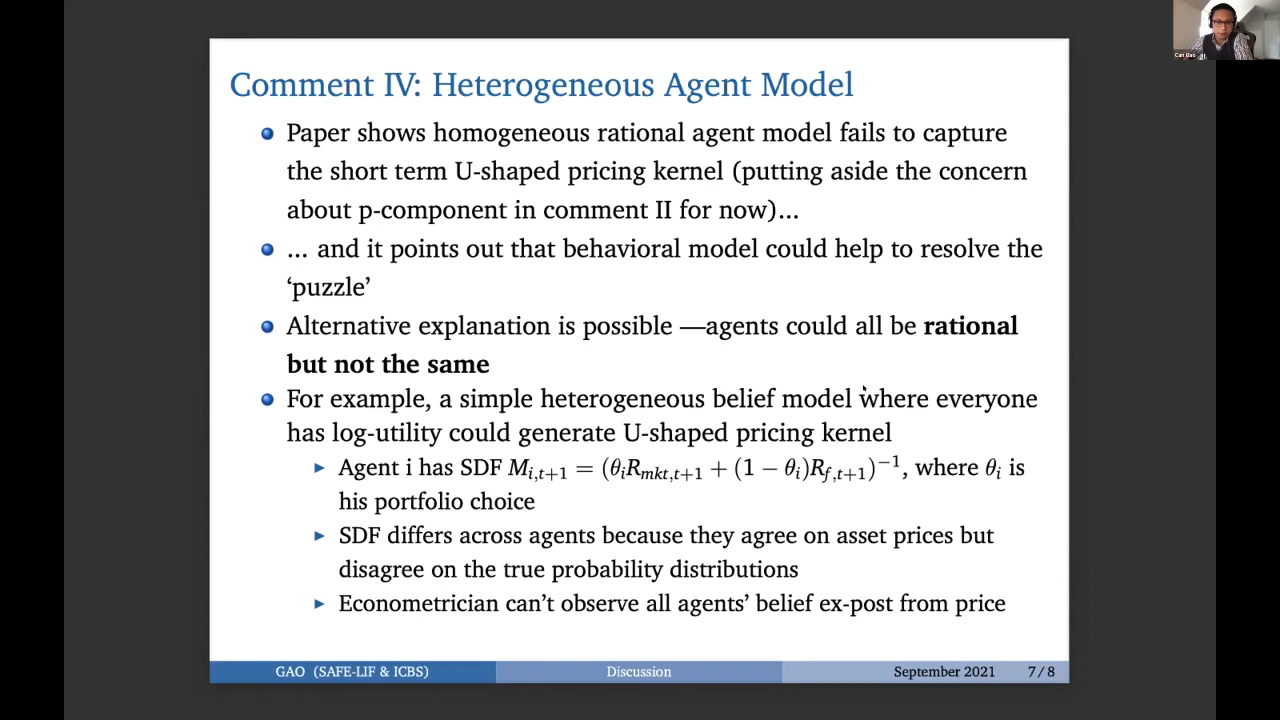 Can Gao
Comment IV: Heterogeneous Agent Model
Paper shows homogeneous rational agent model fails to capture
the short term U-shaped pricing kernel (putting aside the concern
about p-component in comment II for now)...
... and it points out that behavioral model could help to resolve the
‘puzzle’
Alternative explanation is possible —agents could all be rational
but not the same
For example, a simple heterogeneous belief model where everyone
has log-utility could generate U-shaped pricing kernel
Agent i has SDF M_{i,t+1} = (θ_i R_{mkt,t+1} + (1 − θ_i)R_{f,t+1})^{−1}, where θ_i is
his portfolio choice
SDF differs across agents because they agree on asset prices but
disagree on the true probability distributions
Econometrician can’t observe all agents’ belief ex-post from price
GAO (SAFE-LIF & ICBS) Discussion September 2021 7 / 8